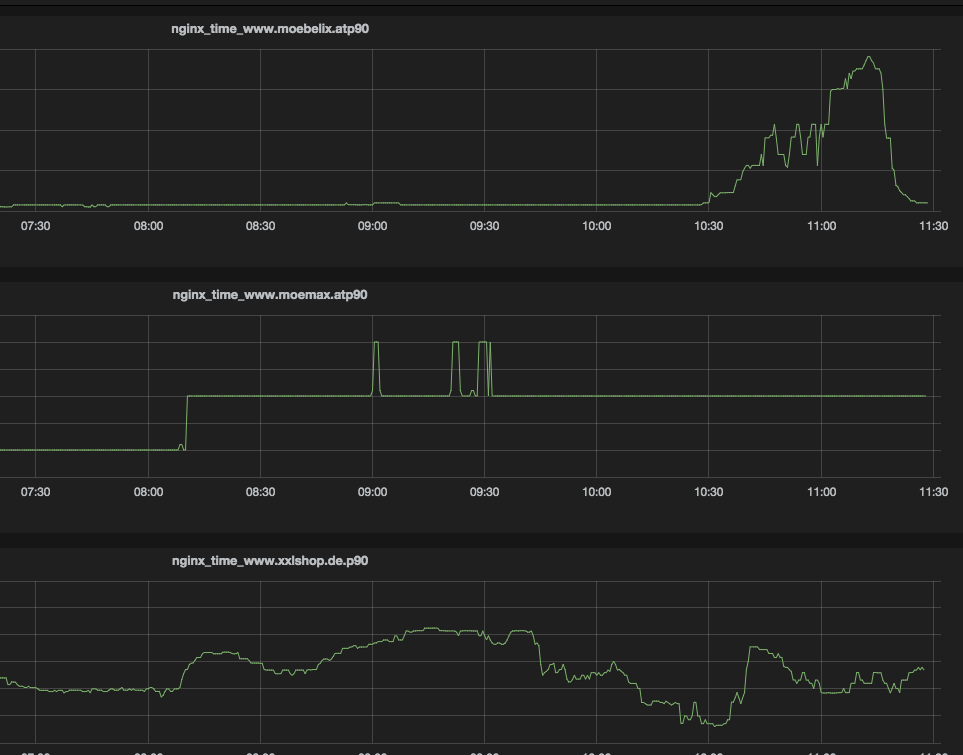 nginx_time_www.moebelix.atp90
07:30 08:00 08:30 09:00 09:30 10:00 10:30 11:00 11:30
nginx_time_www.moemax.atp90
07:30 08:00 08:30 09:00 09:30 10:00 10:30 11:00 11:30
nginx_time_www.xxlshop.de.p90